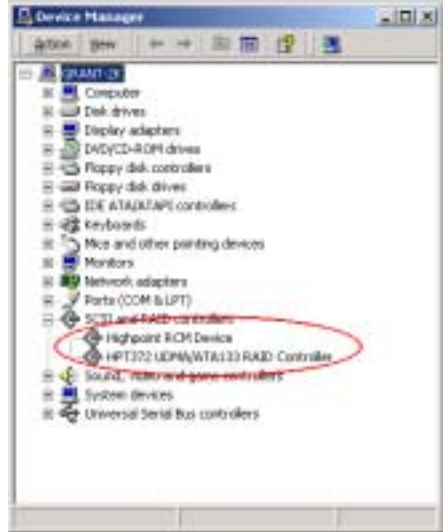 Device Manager
Action View
GRANT-ZF
Computer
Disk drives
Display adapters
DVD/CD-ROM drives
Floppy disk controllers
Floppy disk drives
IDE ATA/ATAPI controllers
Keyboards
Mice and other pointing devices
Monitors
Network adapters
Ports (COM & LPT)
SCSI and RAID controllers
Highpoint RCM Device
HPT372 UDMA/ATA133 RAID Controller
Sound, video and game controllers
System devices
Universal Serial Bus controllers